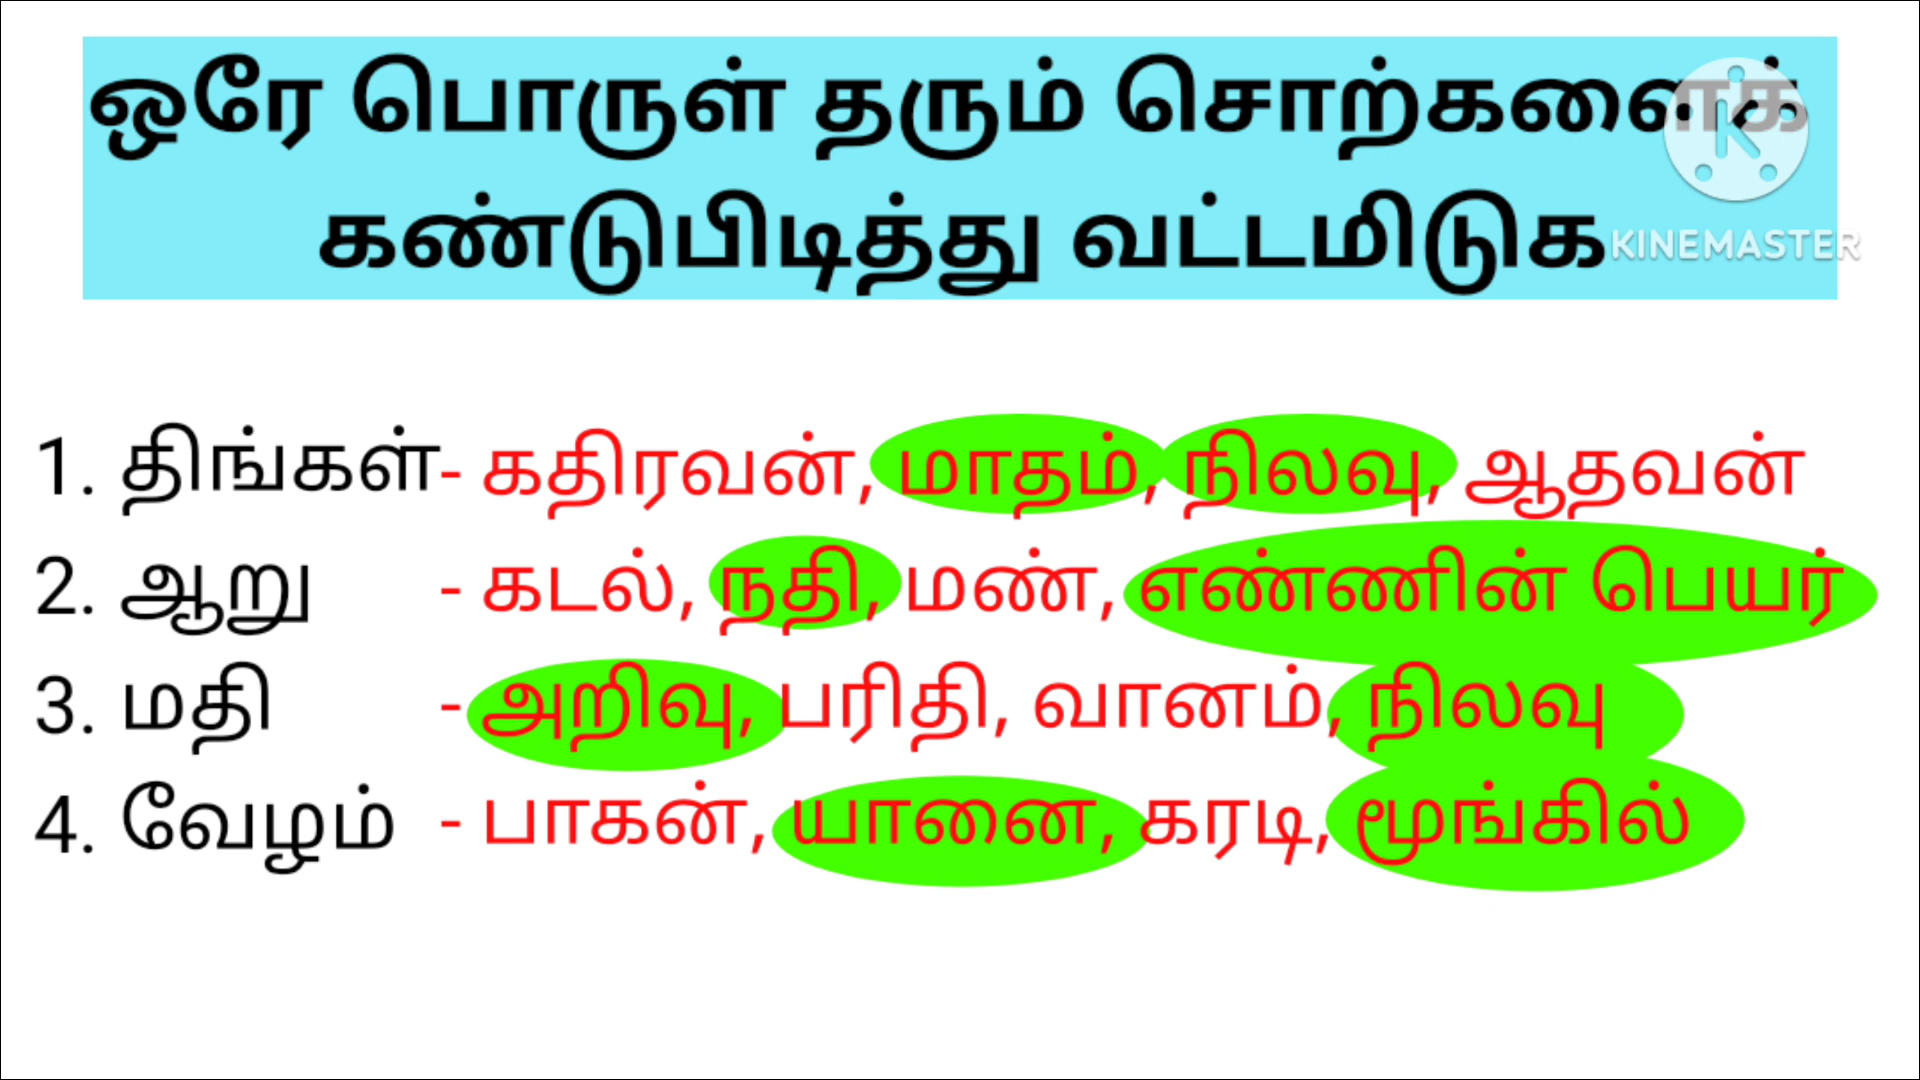 ஒரே பொருள் தரும் சொற்களைக்
கண்டுபிடித்து வட்டமிடுக
KINEMASTER
1. திங்கள் - கதிரவன், மாதம், நிலவு, ஆதவன்
2. ஆறு - கடல், நதி, மண், எண்ணின் பெயர்
3. மதி - அறிவு, பரிதி, வானம், நிலவு
4. வேழம் - பாகன், யானை, கரடி, மூங்கில்